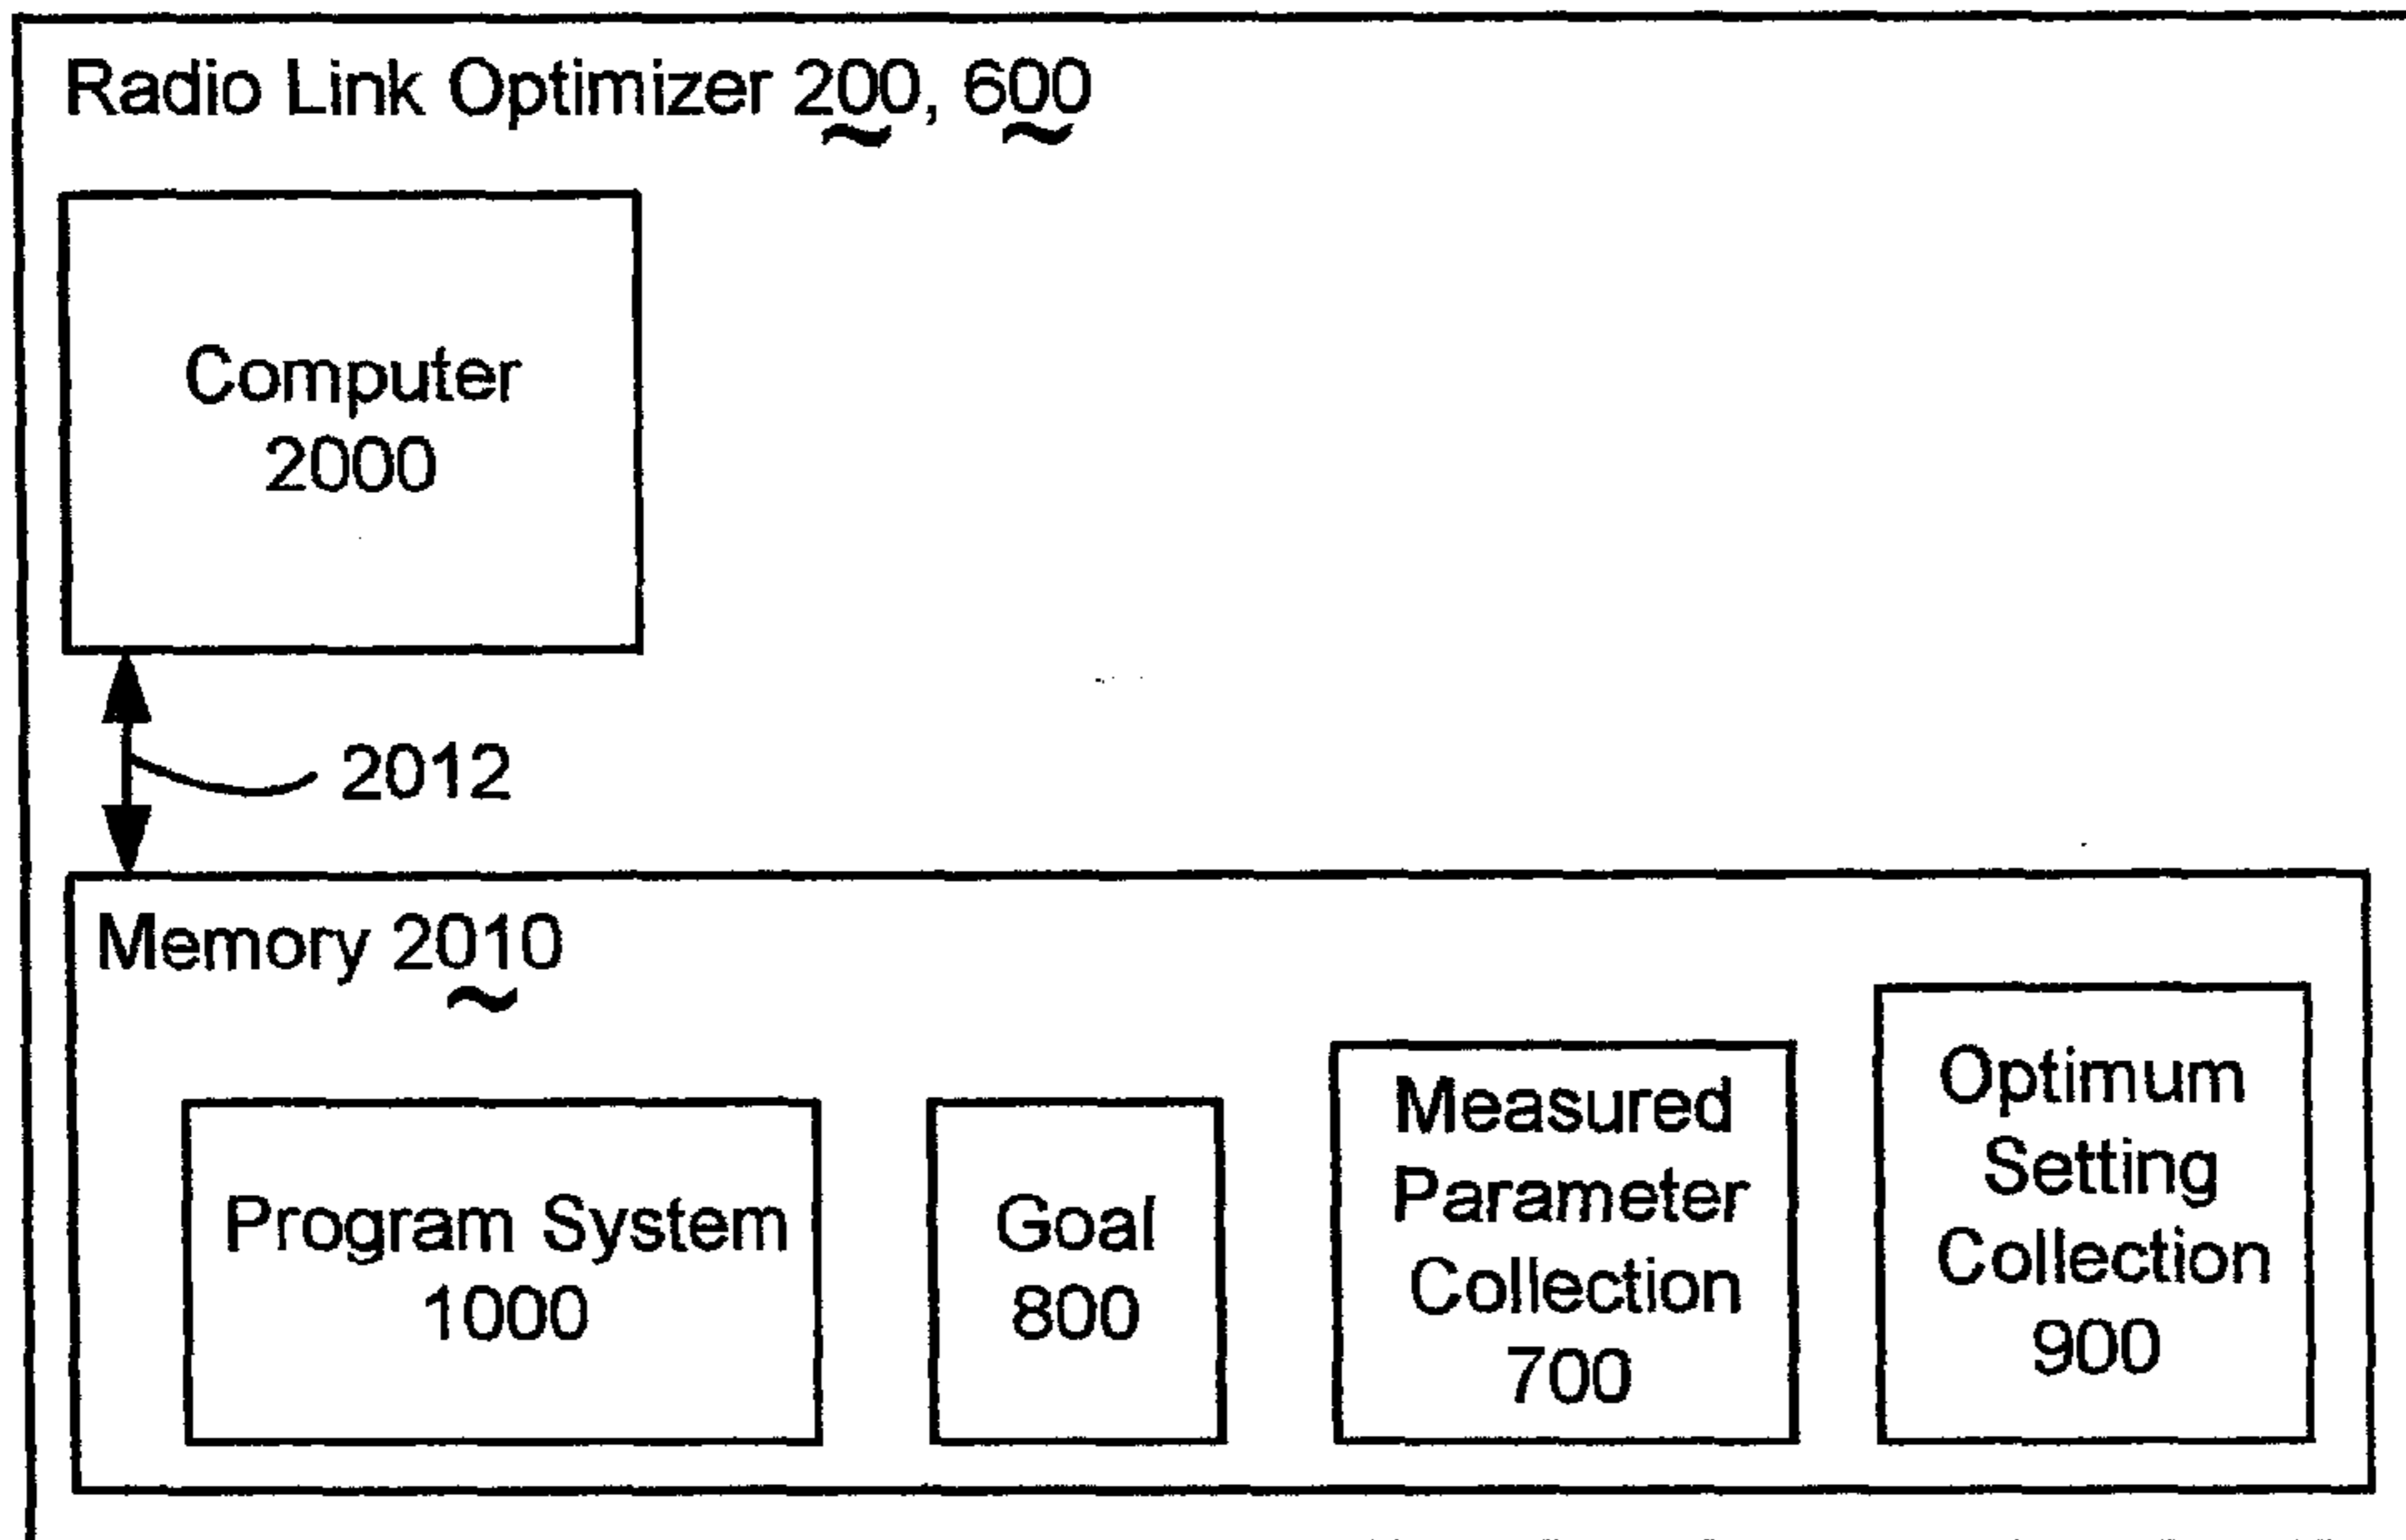 Radio Link Optimizer 200, 600
Computer
2000
2012
Memory 2010
Program System
1000
Goal
800
Measured
Parameter
Collection
700
Optimum
Setting
Collection
900